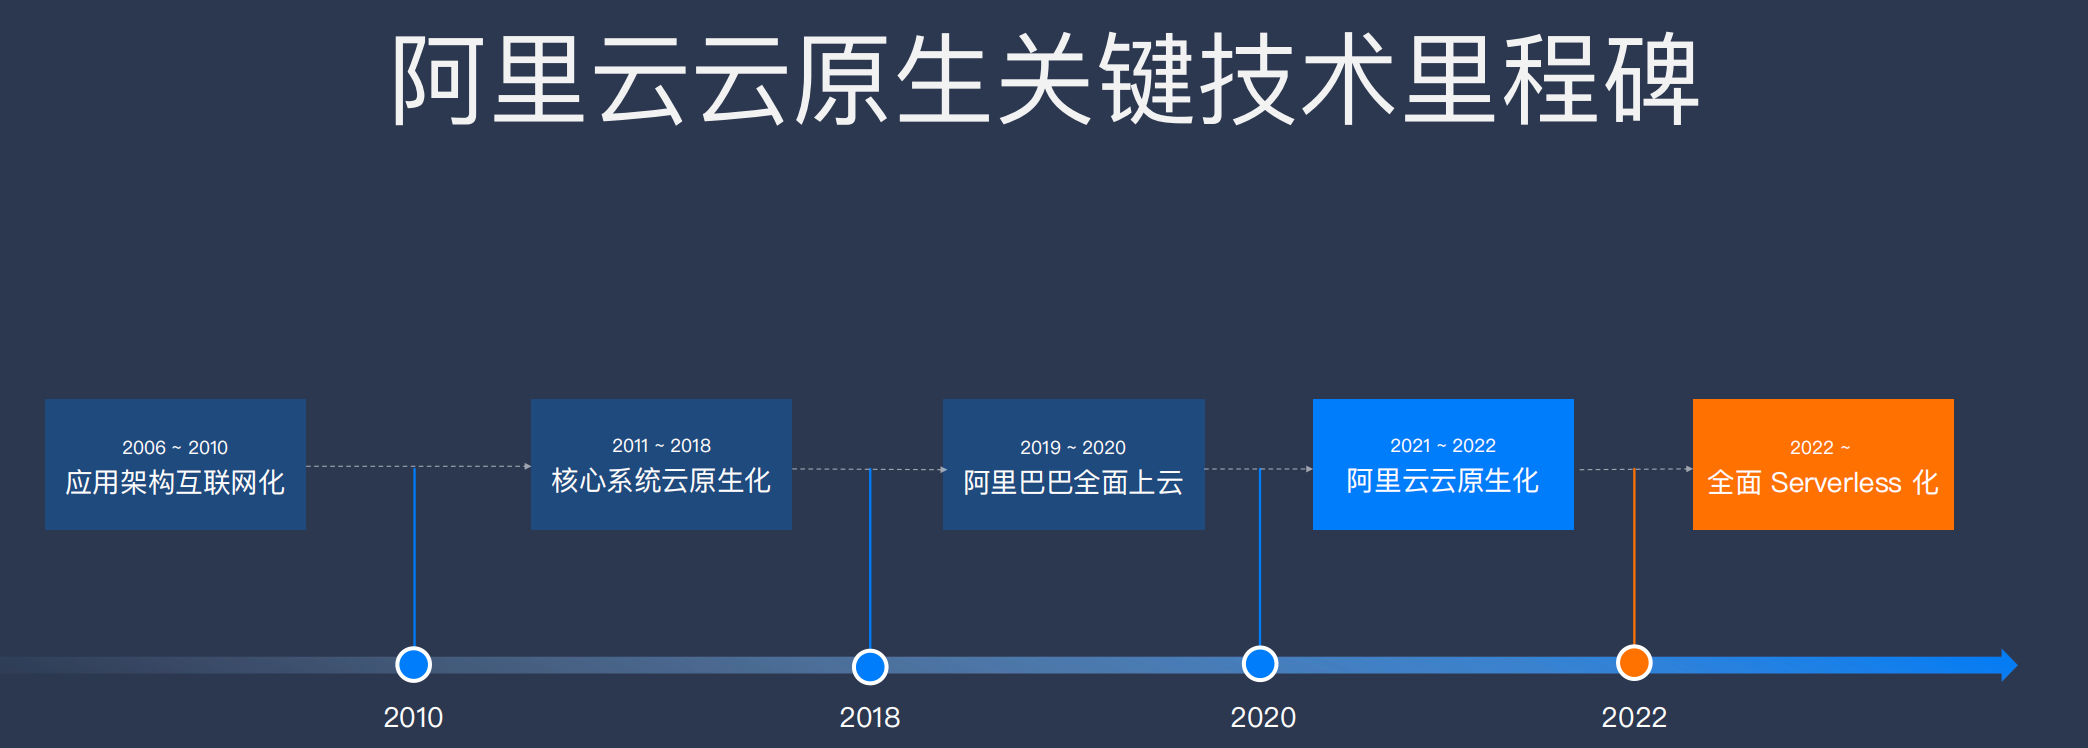 阿里云云原生关键技术里程碑
2006 ~ 2010
应用架构互联网化
2011 ~ 2018
核心系统云原生化
2019 ~ 2020
阿里巴巴全面上云
2021 ~ 2022
阿里云云原生化
2022 ~
全面 Serverless 化
2010
2018
2020
2022